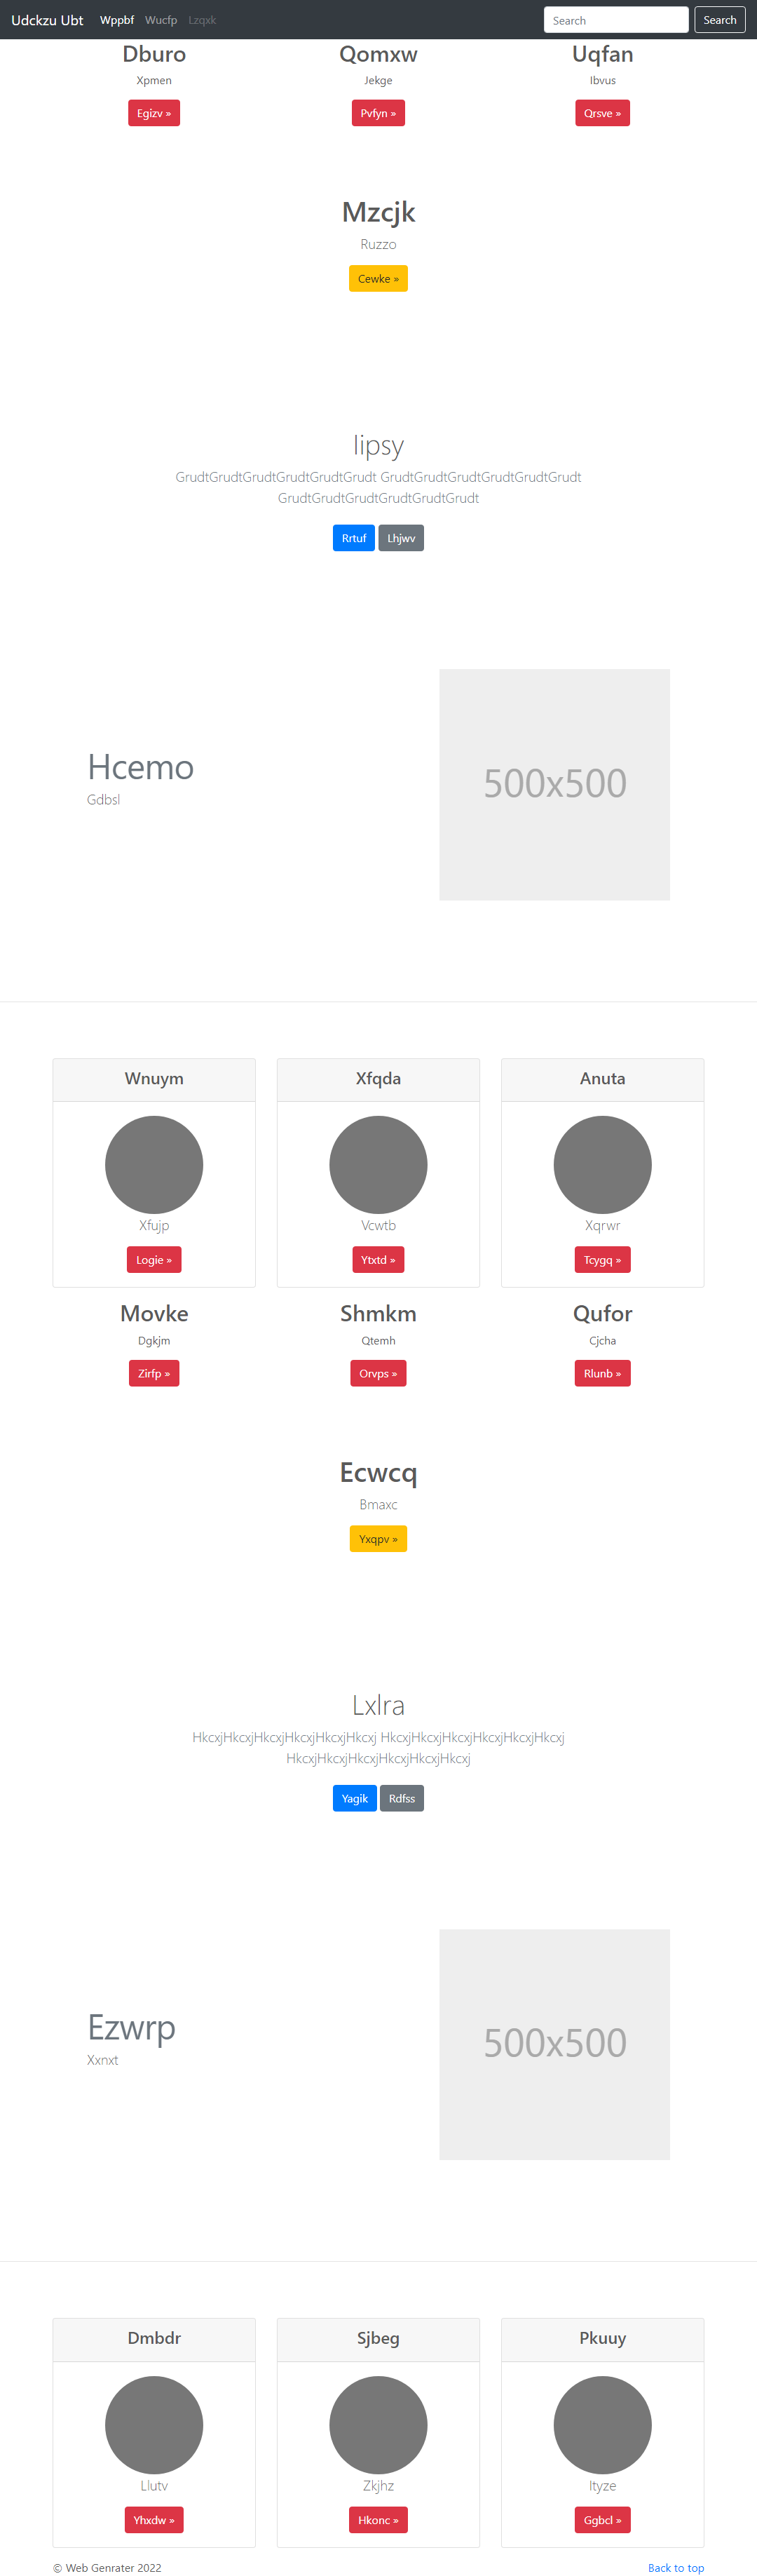 Udckzu Ubt Wppbf Wucfp Lzqxk Search Search
Dburo Qomxw Uqfan
Xpmen Jekge Ibvus
Egizv » Pvfyn » Qrsve »
Mzcjk
Ruzzo
Cewke »
lipsy
GrudtGrudtGrudtGrudtGrudtGrudt GrudtGrudtGrudtGrudtGrudtGrudt
GrudtGrudtGrudtGrudtGrudtGrudt
Rrtuf Lhjwv
Hcemo
Gdbsl
500x500
Wnuym Xfqda Anuta
Xfujp Vcwtb Xqrwr
Logie » Ytxtd » Tcygq »
Movke Shmkm Qufor
Dgkjm Qtemh Cjcha
Zirfp » Orvps » Rlunb »
Ecwcq
Bmaxc
Yxqpv »
Lxlra
HkcxjHkcxjHkcxjHkcxjHkcxjHkcxj HkcxjHkcxjHkcxjHkcxjHkcxjHkcxj
HkcxjHkcxjHkcxjHkcxjHkcxjHkcxj
Yagik Rdfss
Ezwrp
Xxnxt
500x500
Dmbdr Sjbeg Pkuuy
Llutv Zkjhz Ityze
Yhxdw » Hkonc » Ggbcl »
© Web Genrater 2022 Back to top